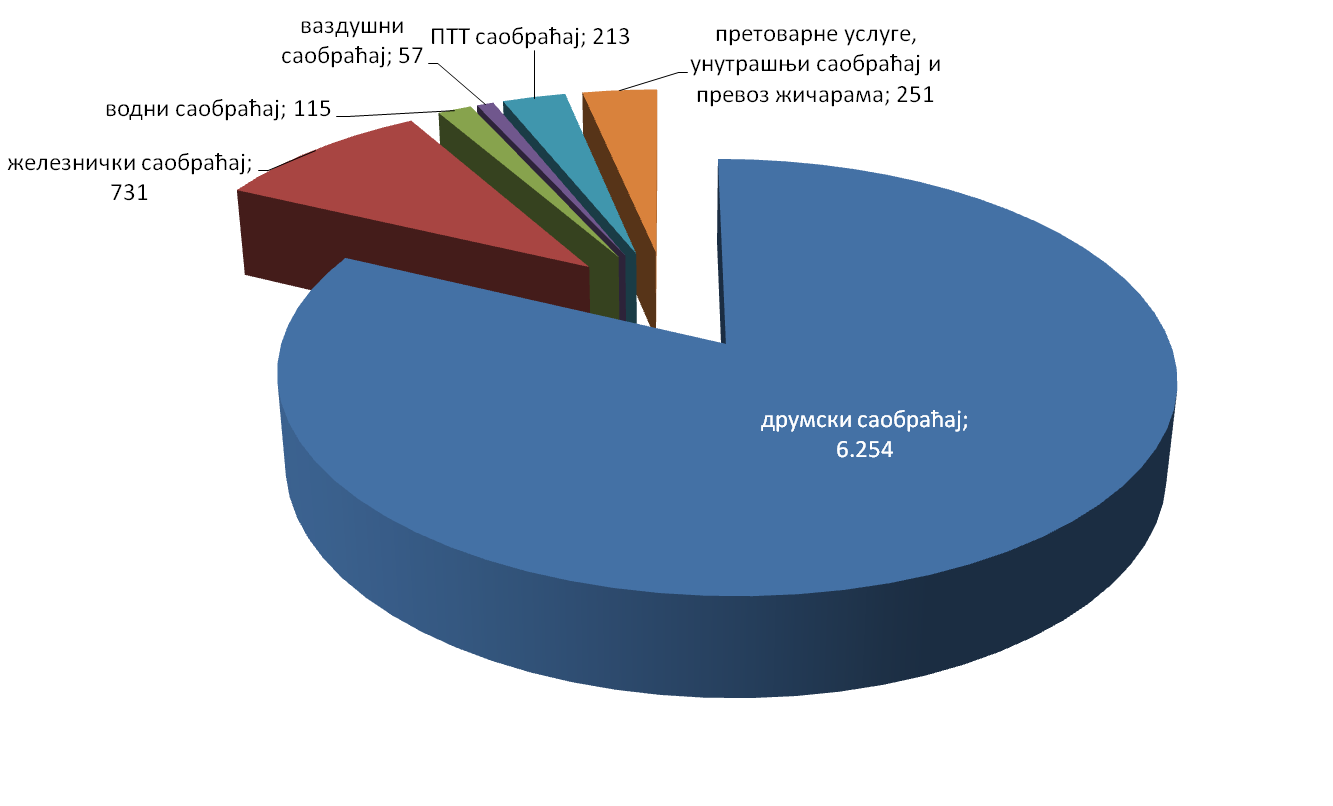 ваздушни
саобраћај; 57
ПТТ саобраћај; 213
претоварне услуге,
унутрашњи саобраћај и
превоз жичарама; 251
водни саобраћај; 115
железнички саобраћај;
731
друмски саобраћај;
6.254